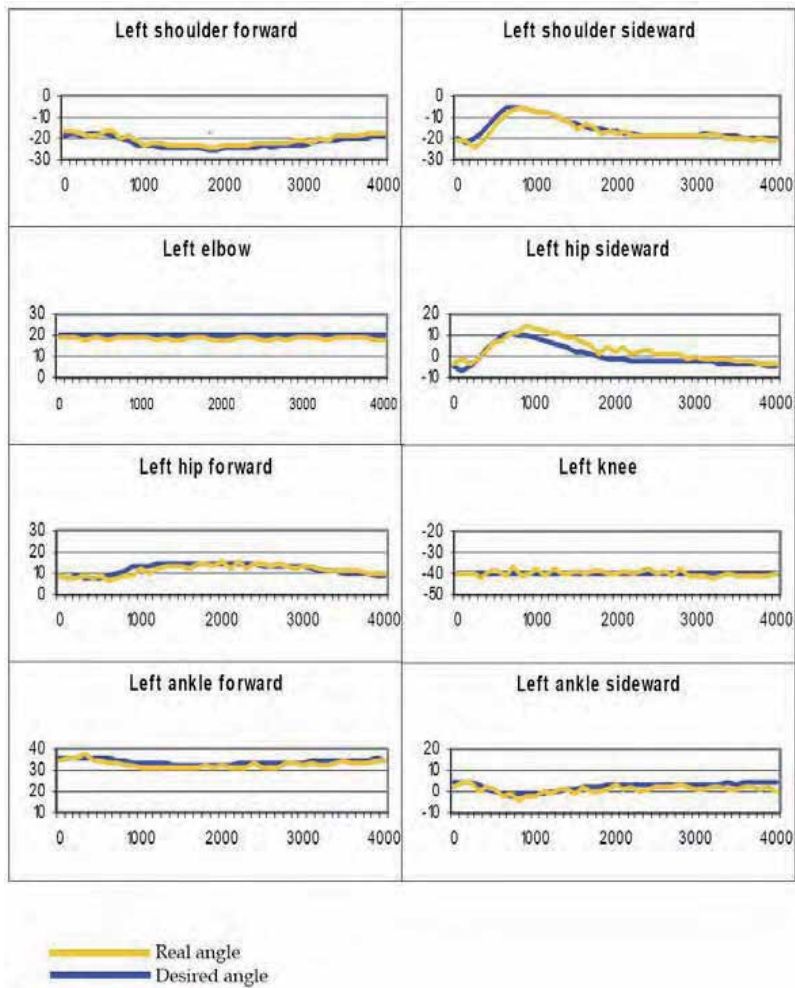 Left shoulder forward
0
-10
-20
-30
0 1000 2000 3000 4000
Left shoulder sideward
0
-10
-20
-30
0 1000 2000 3000 4000
Left elbow
30
20
10
0
0 1000 2000 3000 4000
Left hip sideward
20
10
0
-10
0 1000 2000 3000 4000
Left hip forward
30
20
10
0
0 1000 2000 3000 4000
Left knee
-20
-30
-40
-50
0 1000 2000 3000 4000
Left ankle forward
40
30
20
10
0 1000 2000 3000 4000
Left ankle sideward
20
10
0
-10
0 1000 2000 3000 4000
Real angle
Desired angle